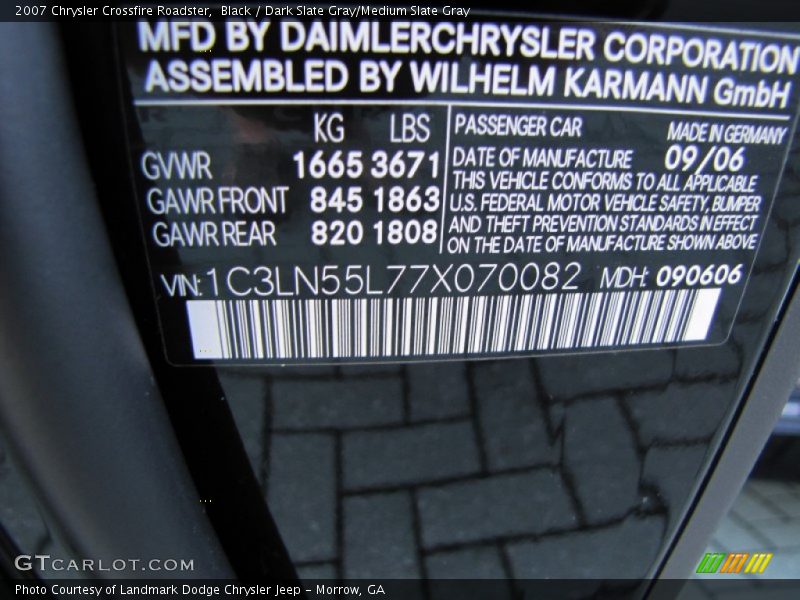 2007 Chrysler Crossfire Roadster, Black / Dark Slate Gray/Medium Slate Gray
MFD BY DAIMLERCHRYSLER CORPORATION
ASSEMBLED BY WILHELM KARMANN GmbH
KG LBS
GVWR 1665 3671
GAWR FRONT 845 1863
GAWR REAR 820 1808
PASSENGER CAR MADE IN GERMANY
DATE OF MANUFACTURE 09/06
THIS VEHICLE CONFORMS TO ALL APPLICABLE
U.S. FEDERAL MOTOR VEHICLE SAFETY, BUMPER
AND THEFT PREVENTION STANDARDS IN EFFECT
ON THE DATE OF MANUFACTURE SHOWN ABOVE
VIN: 1C3LN55L77X070082 MDH: 090606
GTCARLOT.COM
Photo Courtesy of Landmark Dodge Chrysler Jeep - Morrow, GA